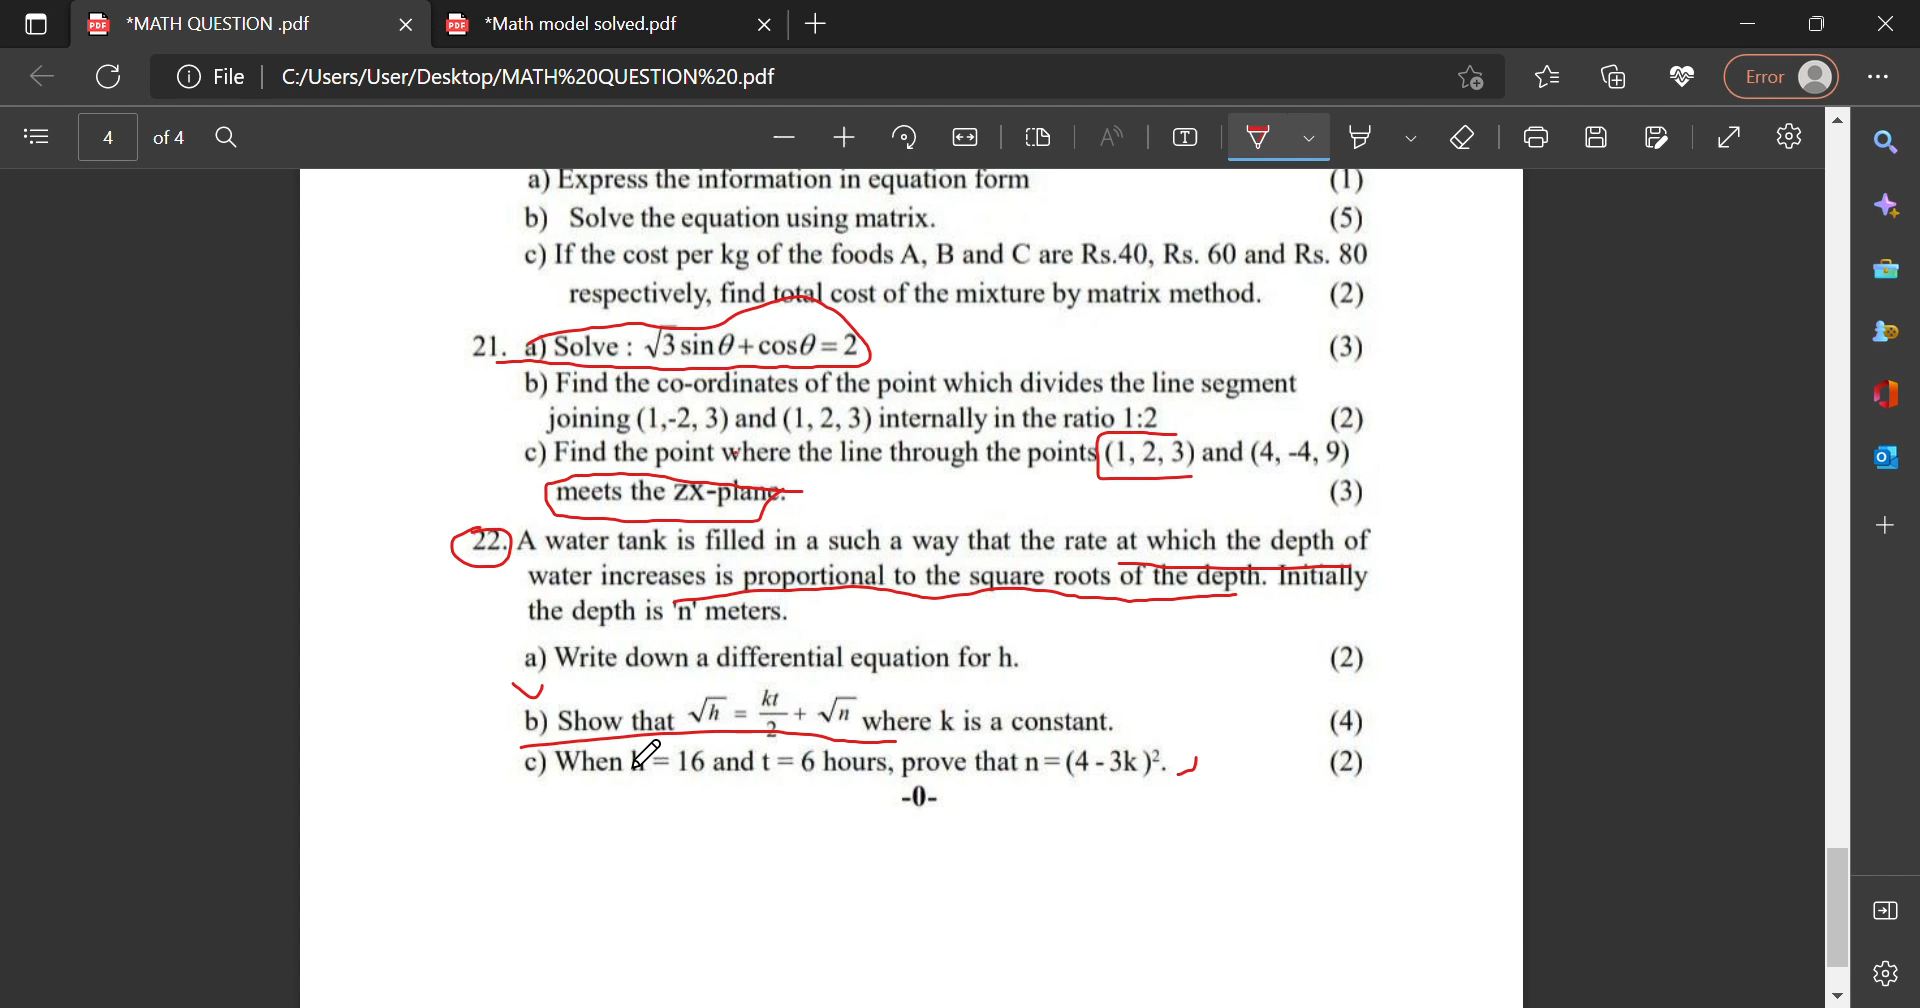 *MATH QUESTION .pdf
*Math model solved.pdf
File C:/Users/User/Desktop/MATH%20QUESTION%20.pdf
Error
4 of 4
a) Express the information in equation form (1)
b) Solve the equation using matrix. (5)
c) If the cost per kg of the foods A, B and C are Rs.40, Rs. 60 and Rs. 80
respectively, find total cost of the mixture by matrix method. (2)
21. a) Solve : √3 sinθ+cosθ=2 (3)
b) Find the co-ordinates of the point which divides the line segment
joining (1,-2, 3) and (1, 2, 3) internally in the ratio 1:2 (2)
c) Find the point where the line through the points (1, 2, 3) and (4, -4, 9)
meets the ZX-plane. (3)
22. A water tank is filled in a such a way that the rate at which the depth of
water increases is proportional to the square roots of the depth. Initially
the depth is 'n' meters.
a) Write down a differential equation for h. (2)
b) Show that √h = kt/2 + √n where k is a constant. (4)
c) When = 16 and t = 6 hours, prove that n=(4 - 3k )². (2)
-0-